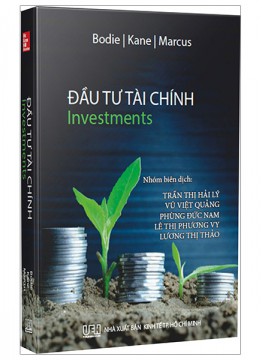 Bodie | Kane | Marcus
ĐẦU TƯ TÀI CHÍNH
Investments
Nhóm biên dịch:
TRẦN THỊ HẢI LÝ
VŨ VIỆT QUẢNG
PHÙNG ĐỨC NAM
LÊ THỊ PHƯƠNG VY
LƯƠNG THỊ THẢO
UEH
NHÀ XUẤT BẢN KINH TẾ TP. HỒ CHÍ MINH
ĐẦU TƯ TÀI CHÍNH
Investments